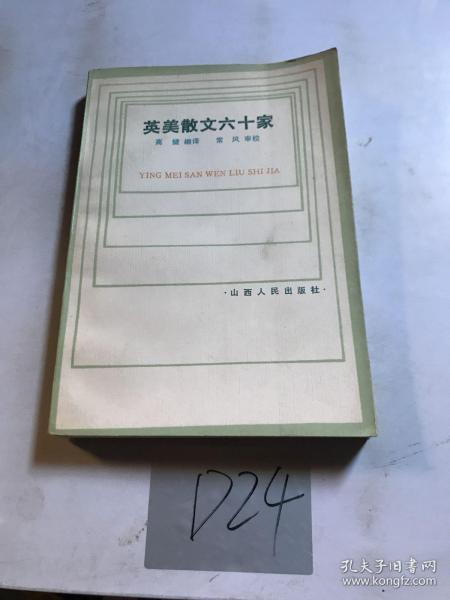 英美散文六十家
高健 编译 常风 审校
YING MEI SAN WEN LIU SHI JIA
·山西人民出版社·
D24
孔夫子旧书网
www.kongfz.com